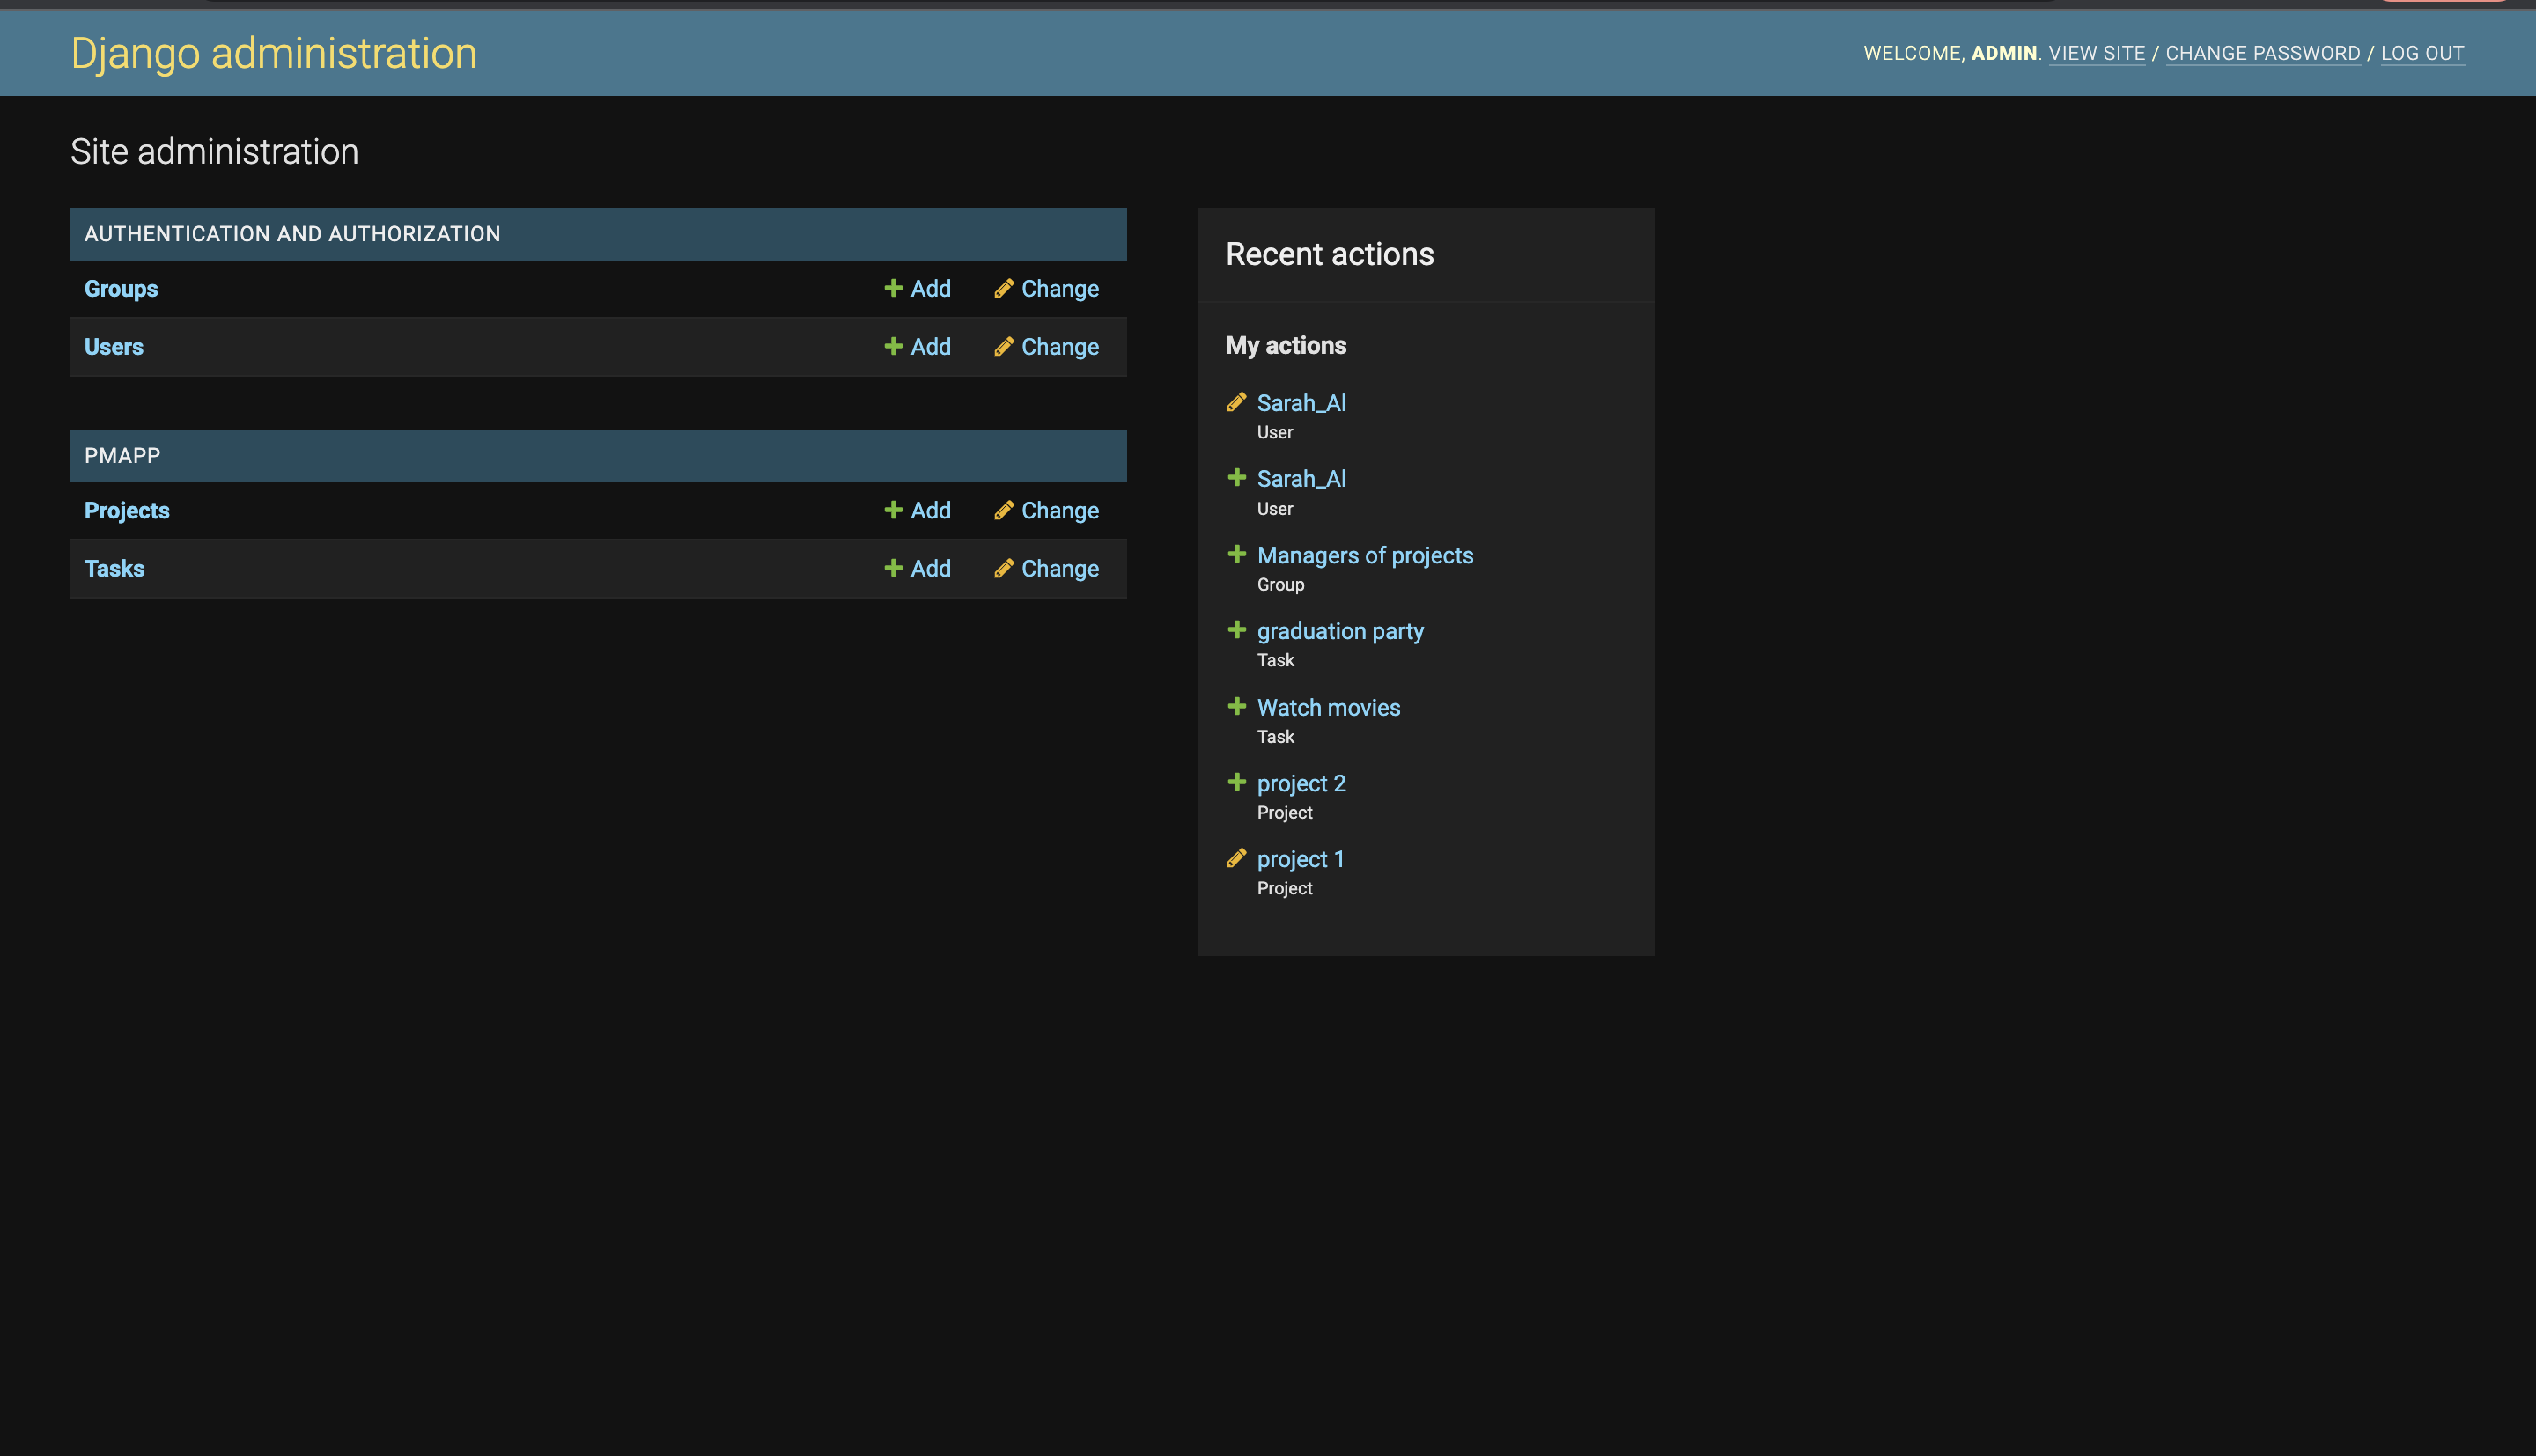 Django administration
WELCOME, ADMIN. VIEW SITE / CHANGE PASSWORD / LOG OUT
Site administration
AUTHENTICATION AND AUTHORIZATION
Groups Add Change
Users Add Change
PMAPP
Projects Add Change
Tasks Add Change
Recent actions
My actions
Sarah_Al
User
Sarah_Al
User
Managers of projects
Group
graduation party
Task
Watch movies
Task
project 2
Project
project 1
Project